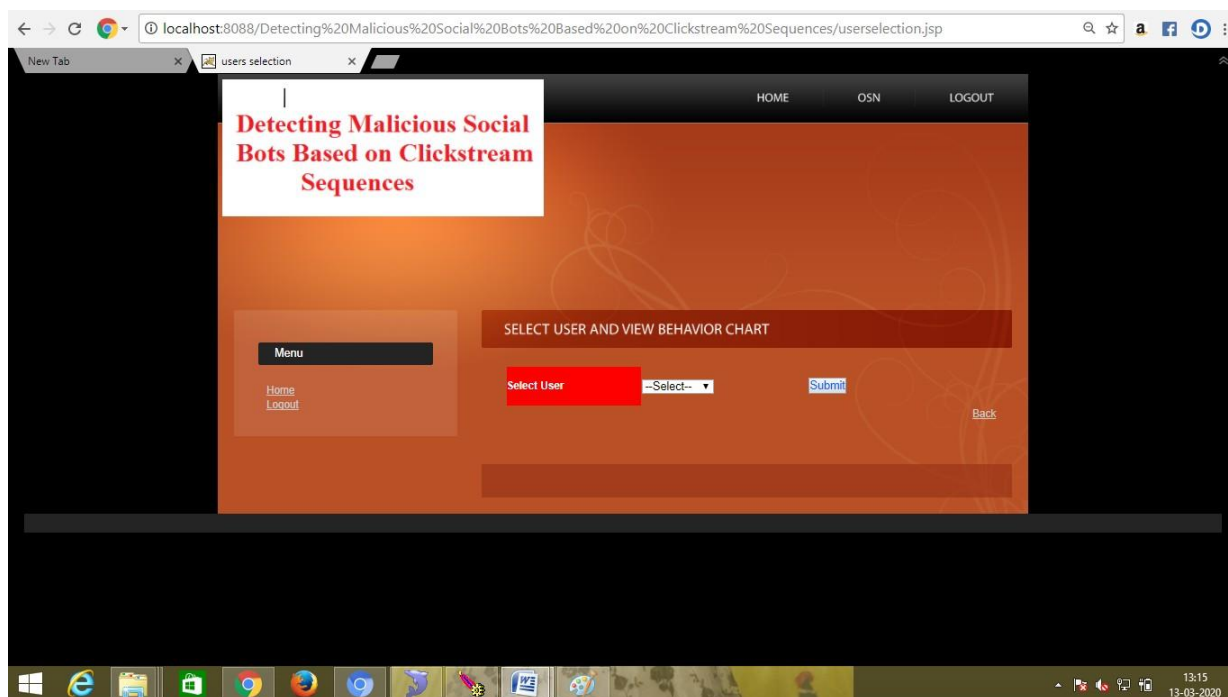 localhost:8088/Detecting%20Malicious%20Social%20Bots%20Based%20on%20Clickstream%20Sequences/userselection.jsp
New Tab
users selection
Detecting Malicious Social
Bots Based on Clickstream
Sequences
HOME OSN LOGOUT
Menu
Home
Logout
SELECT USER AND VIEW BEHAVIOR CHART
Select User --Select-- Submit
Back
13:15
13-03-2020